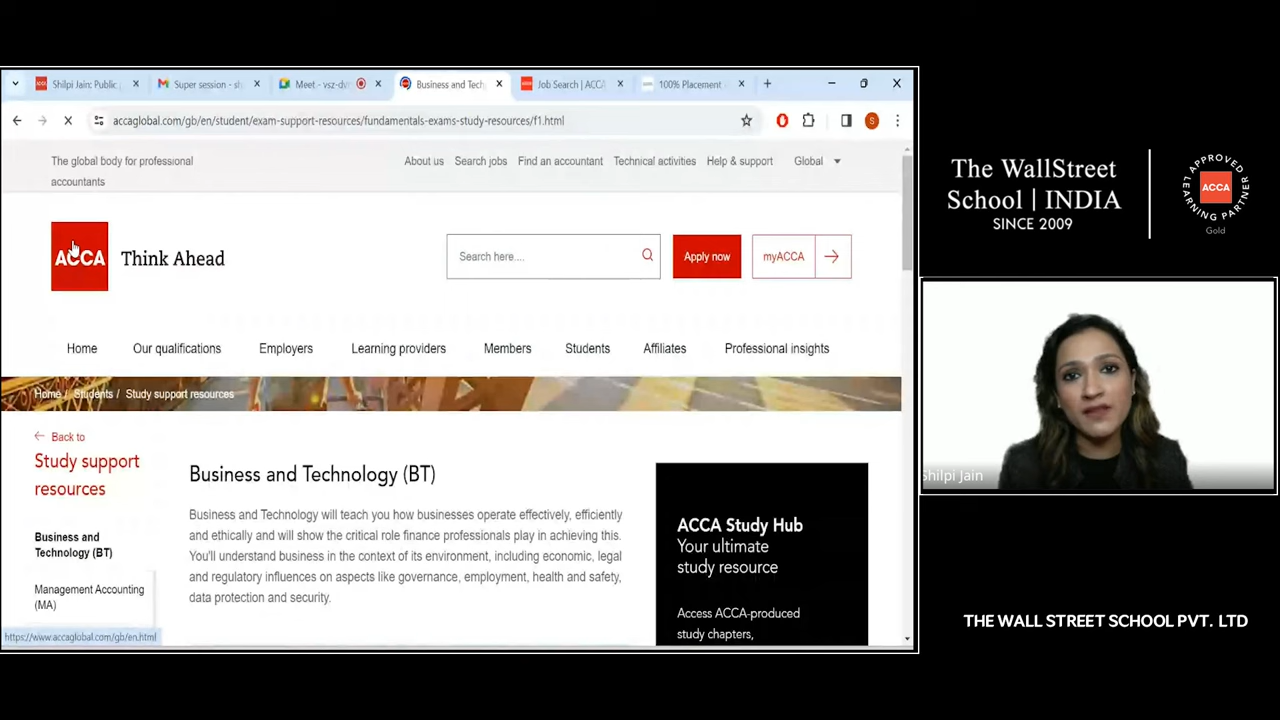 Shilpi Jain: Public
Super session - sh
Meet - vsz-dv
Business and Tech
Job Search | ACCA
100% Placement
accaglobal.com/gb/en/student/exam-support-resources/fundamentals-exams-study-resources/f1.html
S
The global body for professional
accountants
About us
Search jobs
Find an accountant
Technical activities
Help & support
Global
ACCA
Think Ahead
Search here....
Apply now
myACCA
Home
Our qualifications
Employers
Learning providers
Members
Students
Affiliates
Professional insights
Home / Students / Study support resources
Back to
Study support
resources
Business and
Technology (BT)
Management Accounting
(MA)
https://www.accaglobal.com/gb/en.html
Business and Technology (BT)
Business and Technology will teach you how businesses operate effectively, efficiently
and ethically and will show the critical role finance professionals play in achieving this.
You'll understand business in the context of its environment, including economic, legal
and regulatory influences on aspects like governance, employment, health and safety,
data protection and security.
ACCA Study Hub
Your ultimate
study resource
Access ACCA-produced
study chapters,
The WallStreet
School | INDIA
SINCE 2009
APPROVED
ACCA
LEARNING PARTNER
Gold
Shilpi Jain
THE WALL STREET SCHOOL PVT. LTD